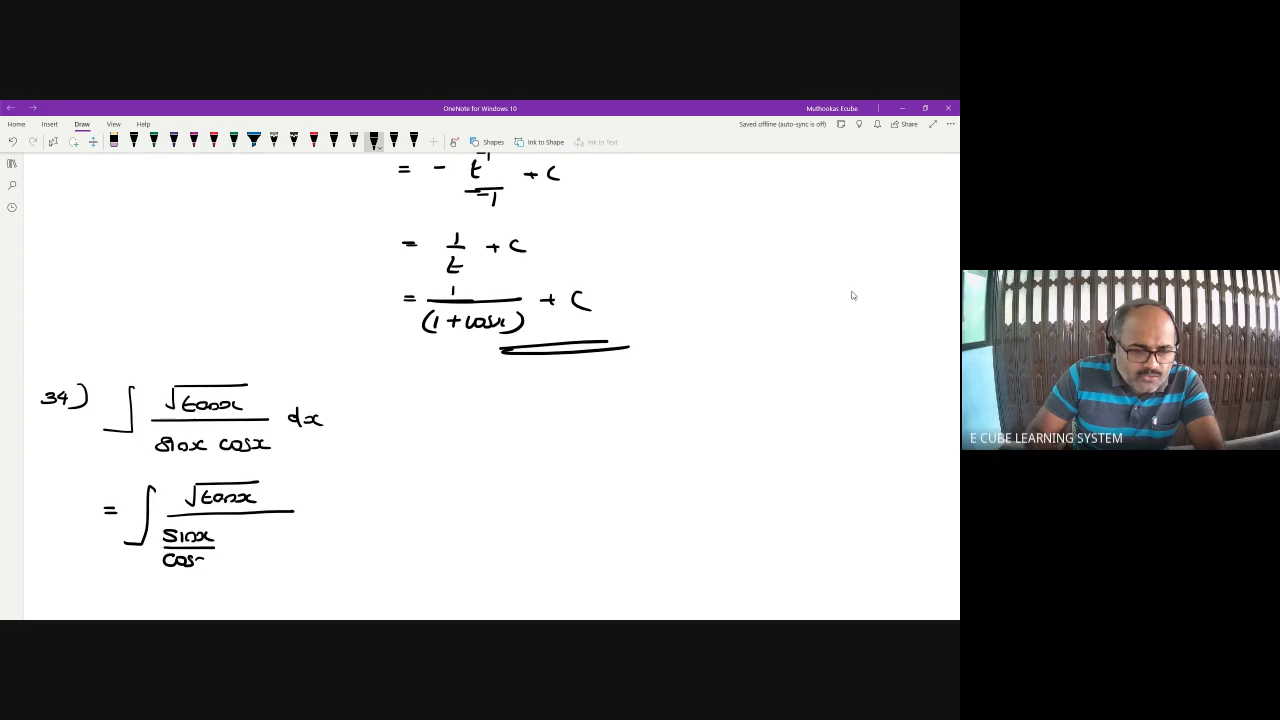 OneNote for Windows 10
Muthookas Ecube
Home Insert Draw View Help
Saved offline (auto-sync is off)
Share
Shapes
Ink to Shape
Ink to Text
= - t^-1/-1 + C
= 1/t + C
= 1/(1 + cosx) + C
34) ∫ √tanx / sinx cosx dx
= ∫ √tanx / sinx/cos
E CUBE LEARNING SYSTEM